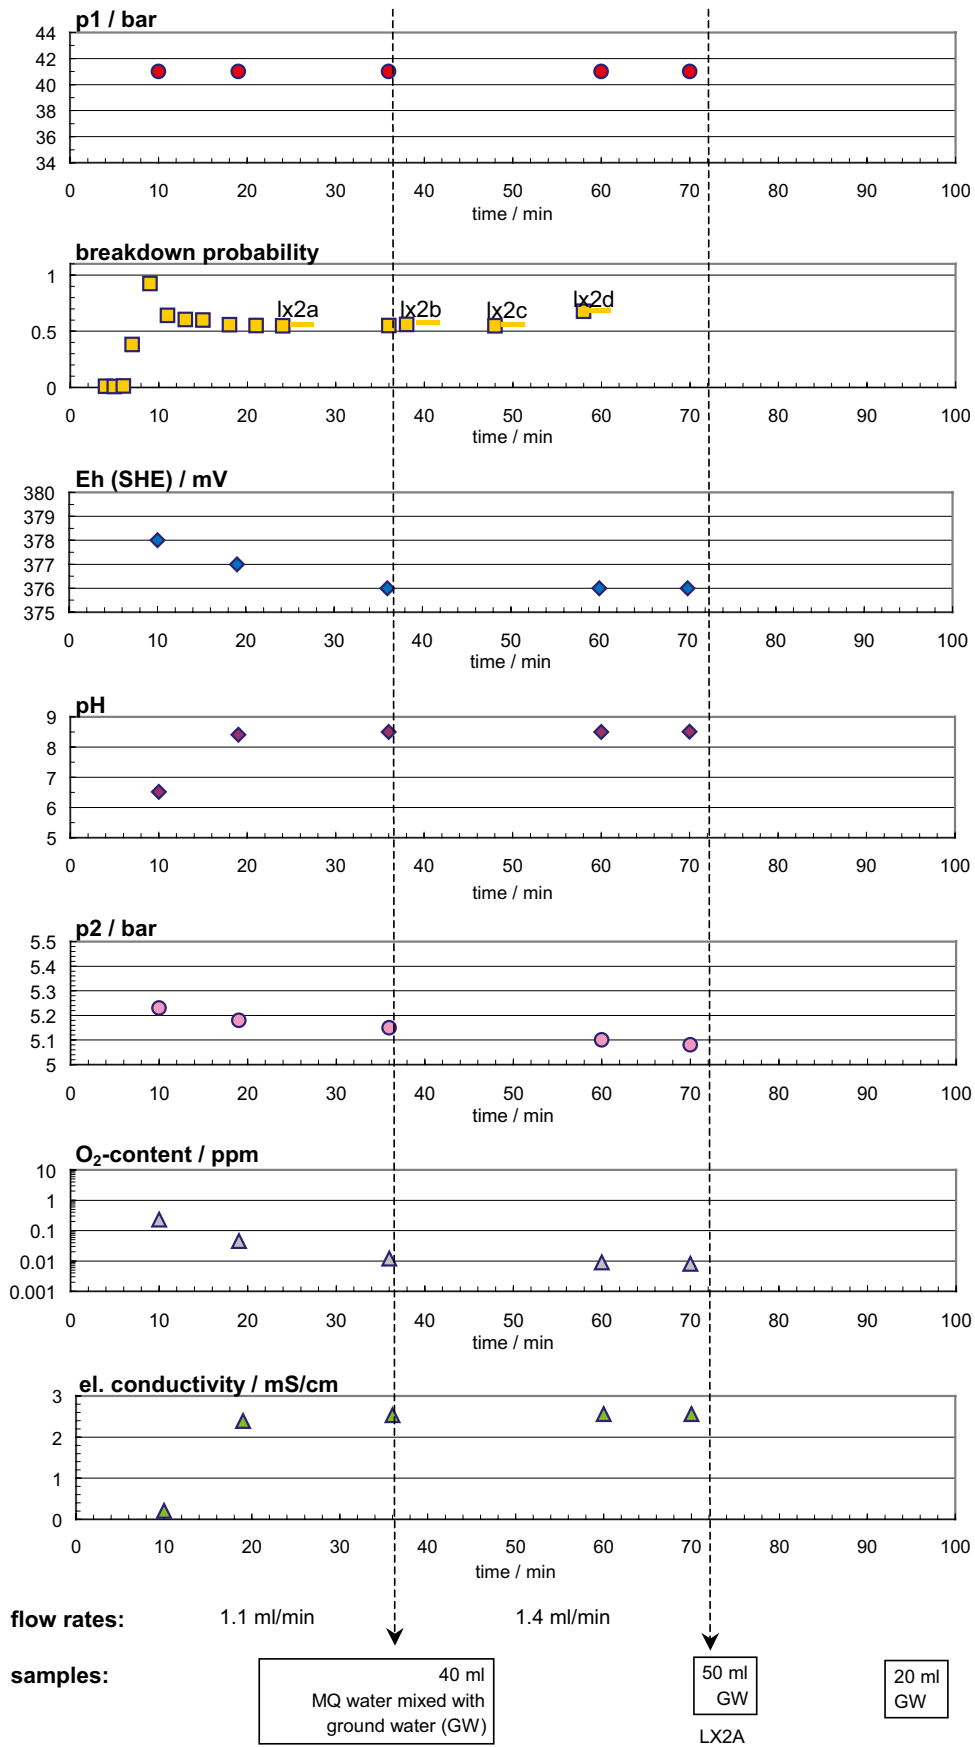 p1 / bar
44
42
40
38
36
34
0 10 20 30 40 50 60 70 80 90 100
time / min
breakdown probability
1
0.5
0
lx2a
lx2b
lx2c
lx2d
0 10 20 30 40 50 60 70 80 90 100
time / min
Eh (SHE) / mV
380
379
378
377
376
375
0 10 20 30 40 50 60 70 80 90 100
time / min
pH
9
8
7
6
5
0 10 20 30 40 50 60 70 80 90 100
time / min
p2 / bar
5.5
5.4
5.3
5.2
5.1
5
0 10 20 30 40 50 60 70 80 90 100
time / min
O₂-content / ppm
10
1
0.1
0.01
0.001
0 10 20 30 40 50 60 70 80 90 100
time / min
el. conductivity / mS/cm
3
2
1
0
0 10 20 30 40 50 60 70 80 90 100
time / min
flow rates: 1.1 ml/min 1.4 ml/min
samples:
40 ml
MQ water mixed with
ground water (GW)
50 ml
GW
LX2A
20 ml
GW